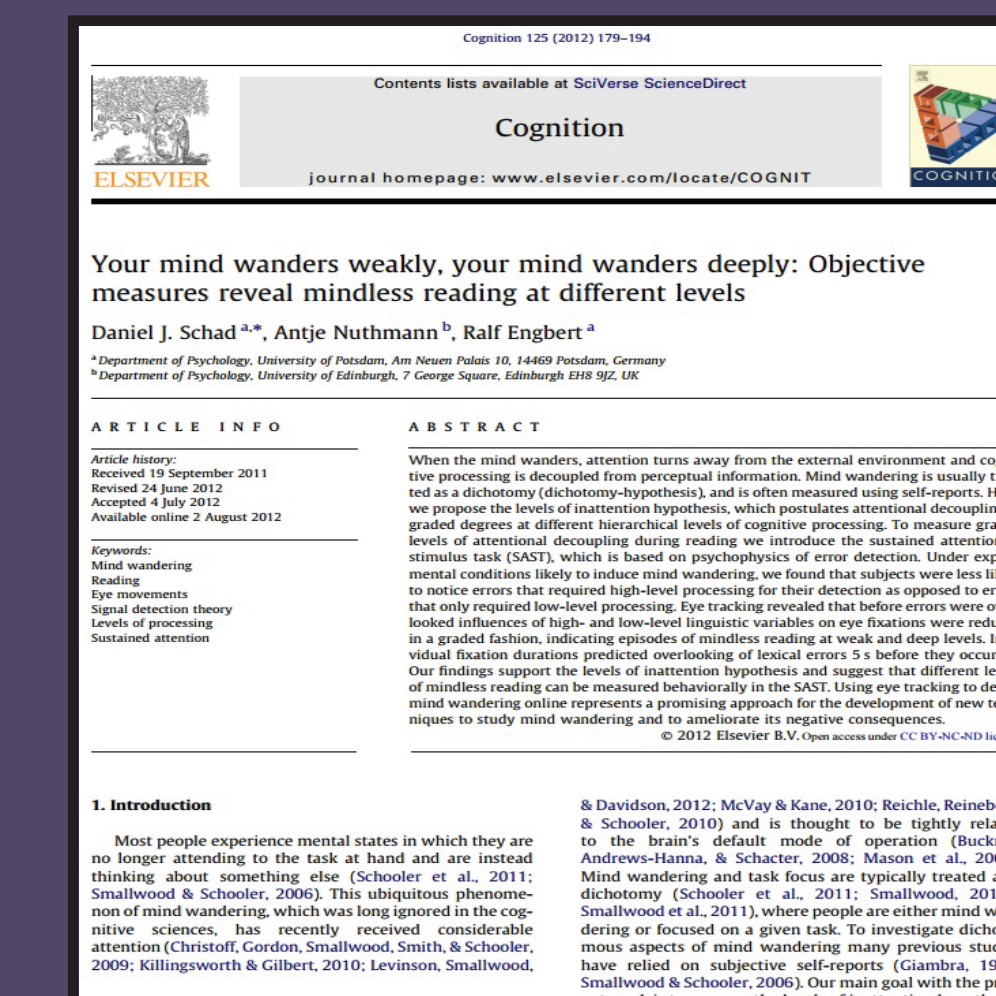 Cognition 125 (2012) 179–194
Contents lists available at SciVerse ScienceDirect
Cognition
journal homepage: www.elsevier.com/locate/COGNIT
ELSEVIER
Your mind wanders weakly, your mind wanders deeply: Objective
measures reveal mindless reading at different levels
Daniel J. Schad a,*, Antje Nuthmann b, Ralf Engbert a
a Department of Psychology, University of Potsdam, Am Neuen Palais 10, 14469 Potsdam, Germany
b Department of Psychology, University of Edinburgh, 7 George Square, Edinburgh EH8 9JZ, UK
ARTICLE INFO
Article history:
Received 19 September 2011
Revised 24 June 2012
Accepted 4 July 2012
Available online 2 August 2012
Keywords:
Mind wandering
Reading
Eye movements
Signal detection theory
Levels of processing
Sustained attention
ABSTRACT
When the mind wanders, attention turns away from the external environment and
tive processing is decoupled from perceptual information. Mind wandering is usually
ted as a dichotomy (dichotomy-hypothesis), and is often measured using self-reports.
we propose the levels of inattention hypothesis, which postulates attentional
graded degrees at different hierarchical levels of cognitive processing. To measure
levels of attentional decoupling during reading we introduce the sustained
stimulus task (SAST), which is based on psychophysics of error detection. Under
mental conditions likely to induce mind wandering, we found that subjects were less
to notice errors that required high-level processing for their detection as opposed to
that only required low-level processing. Eye tracking revealed that before errors were
looked influences of high- and low-level linguistic variables on eye fixations were
in a graded fashion, indicating episodes of mindless reading at weak and deep levels.
vidual fixation durations predicted overlooking of lexical errors 5 s before they
Our findings support the levels of inattention hypothesis and suggest that different
of mindless reading can be measured behaviorally in the SAST. Using eye tracking to
mind wandering online represents a promising approach for the development of new
niques to study mind wandering and to ameliorate its negative consequences.
© 2012 Elsevier B.V. Open access under CC BY-NC-ND
1. Introduction
Most people experience mental states in which they are
no longer attending to the task at hand and are instead
thinking about something else (Schooler et al., 2011;
Smallwood & Schooler, 2006). This ubiquitous phenome-
non of mind wandering, which was long ignored in the cog-
nitive sciences, has recently received considerable
attention (Christoff, Gordon, Smallwood, Smith, & Schooler,
2009; Killingsworth & Gilbert, 2010; Levinson, Smallwood,
& Davidson, 2012; McVay & Kane, 2010; Reichle,
& Schooler, 2010) and is thought to be tightly
to the brain's default mode of operation
Andrews-Hanna, & Schacter, 2008; Mason et al.,
Mind wandering and task focus are typically treated
dichotomy (Schooler et al., 2011; Smallwood,
Smallwood et al., 2011), where people are either mind
dering or focused on a given task. To investigate
mous aspects of mind wandering many previous
have relied on subjective self-reports (Giambra,
Smallwood & Schooler, 2006). Our main goal with the